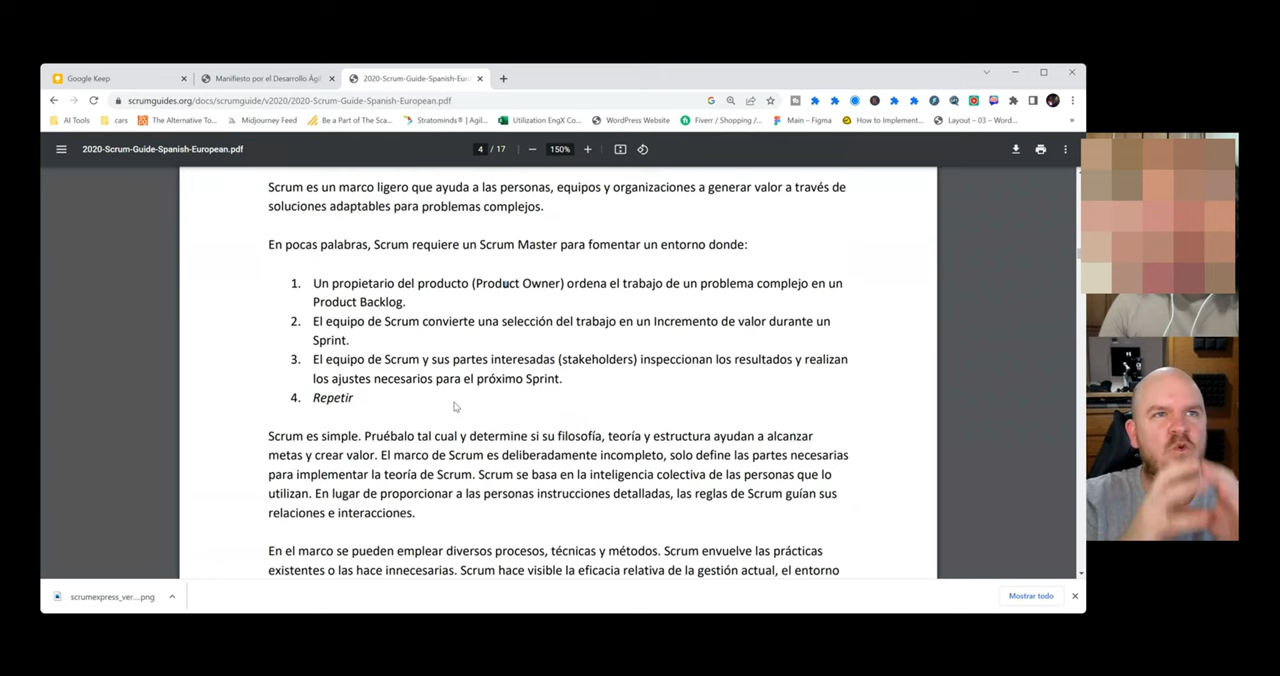 Google Keep
Manifiesto por el Desarrollo Ágil
2020-Scrum-Guide-Spanish-Euro
scrumguides.org/docs/scrumguide/v2020/2020-Scrum-Guide-Spanish-European.pdf
AI Tools cars The Alternative To... Midjourney Feed Be a Part of The Sca... Stratominds® | Agil... Utilization EngX Co... WordPress Website Fiverr / Shopping /... Main – Figma How to Implement... Layout – 03 – Word... »
2020-Scrum-Guide-Spanish-European.pdf 4 / 17 150%
Scrum es un marco ligero que ayuda a las personas, equipos y organizaciones a generar valor a través de
soluciones adaptables para problemas complejos.
En pocas palabras, Scrum requiere un Scrum Master para fomentar un entorno donde:
1. Un propietario del producto (Product Owner) ordena el trabajo de un problema complejo en un
Product Backlog.
2. El equipo de Scrum convierte una selección del trabajo en un Incremento de valor durante un
Sprint.
3. El equipo de Scrum y sus partes interesadas (stakeholders) inspeccionan los resultados y realizan
los ajustes necesarios para el próximo Sprint.
4. Repetir
Scrum es simple. Pruébalo tal cual y determine si su filosofía, teoría y estructura ayudan a alcanzar
metas y crear valor. El marco de Scrum es deliberadamente incompleto, solo define las partes necesarias
para implementar la teoría de Scrum. Scrum se basa en la inteligencia colectiva de las personas que lo
utilizan. En lugar de proporcionar a las personas instrucciones detalladas, las reglas de Scrum guían sus
relaciones e interacciones.
En el marco se pueden emplear diversos procesos, técnicas y métodos. Scrum envuelve las prácticas
existentes o las hace innecesarias. Scrum hace visible la eficacia relativa de la gestión actual, el entorno
scrumexpress_ver....png
Mostrar todo